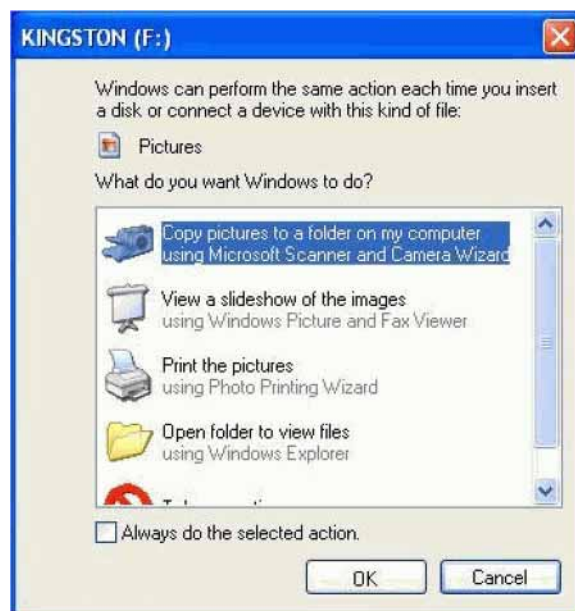 KINGSTON (F:)
Windows can perform the same action each time you insert
a disk or connect a device with this kind of file:
Pictures
What do you want Windows to do?
Copy pictures to a folder on my computer
using Microsoft Scanner and Camera Wizard
View a slideshow of the images
using Windows Picture and Fax Viewer
Print the pictures
using Photo Printing Wizard
Open folder to view files
using Windows Explorer
Always do the selected action.
OK
Cancel